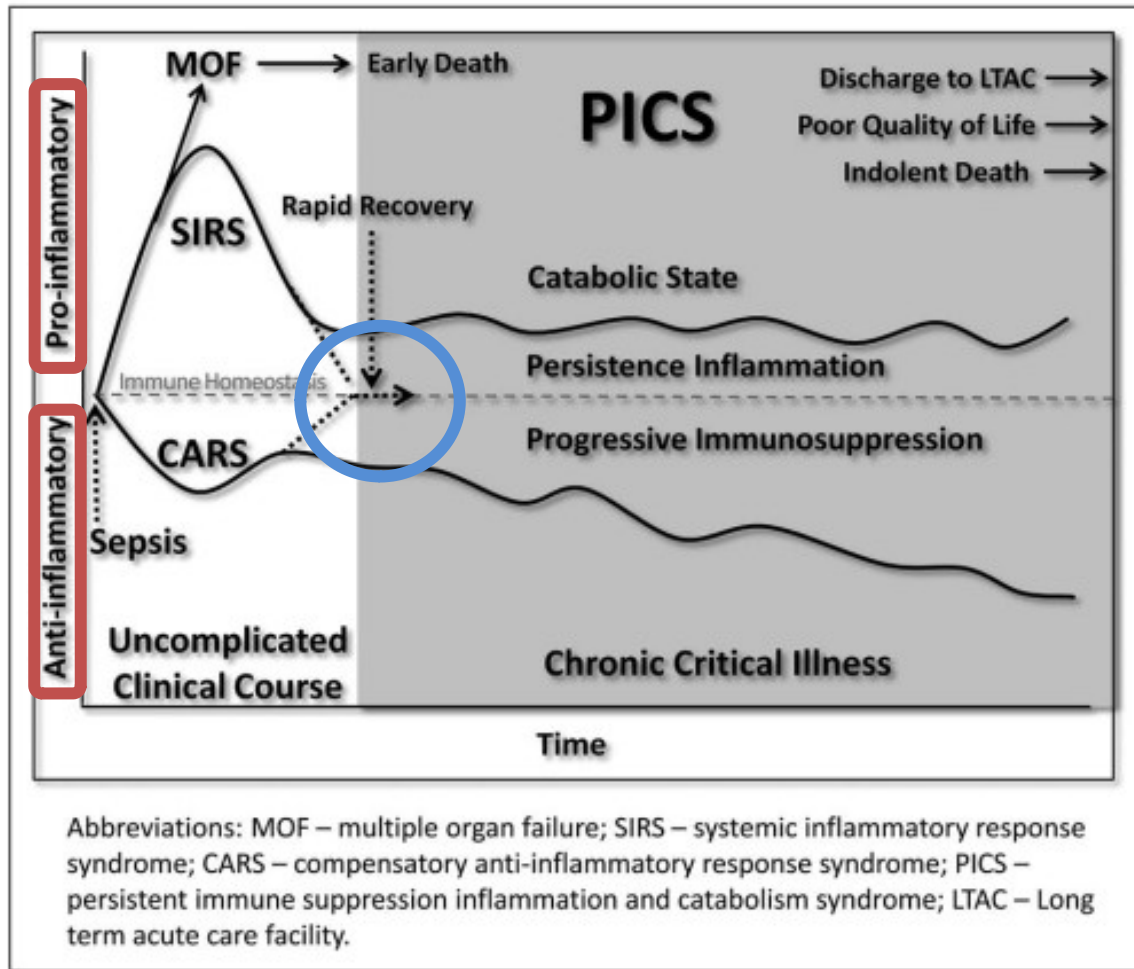 MOF
Early Death
Discharge to LTAC
Poor Quality of Life
Indolent Death
PICS
Pro-inflammatory
SIRS
Rapid Recovery
Catabolic State
Immune Homeostasis
Persistence Inflammation
Progressive Immunosuppression
CARS
Anti-inflammatory
Sepsis
Uncomplicated
Clinical Course
Chronic Critical Illness
Time
Abbreviations: MOF – multiple organ failure; SIRS – systemic inflammatory response
syndrome; CARS – compensatory anti-inflammatory response syndrome; PICS –
persistent immune suppression inflammation and catabolism syndrome; LTAC – Long
term acute care facility.